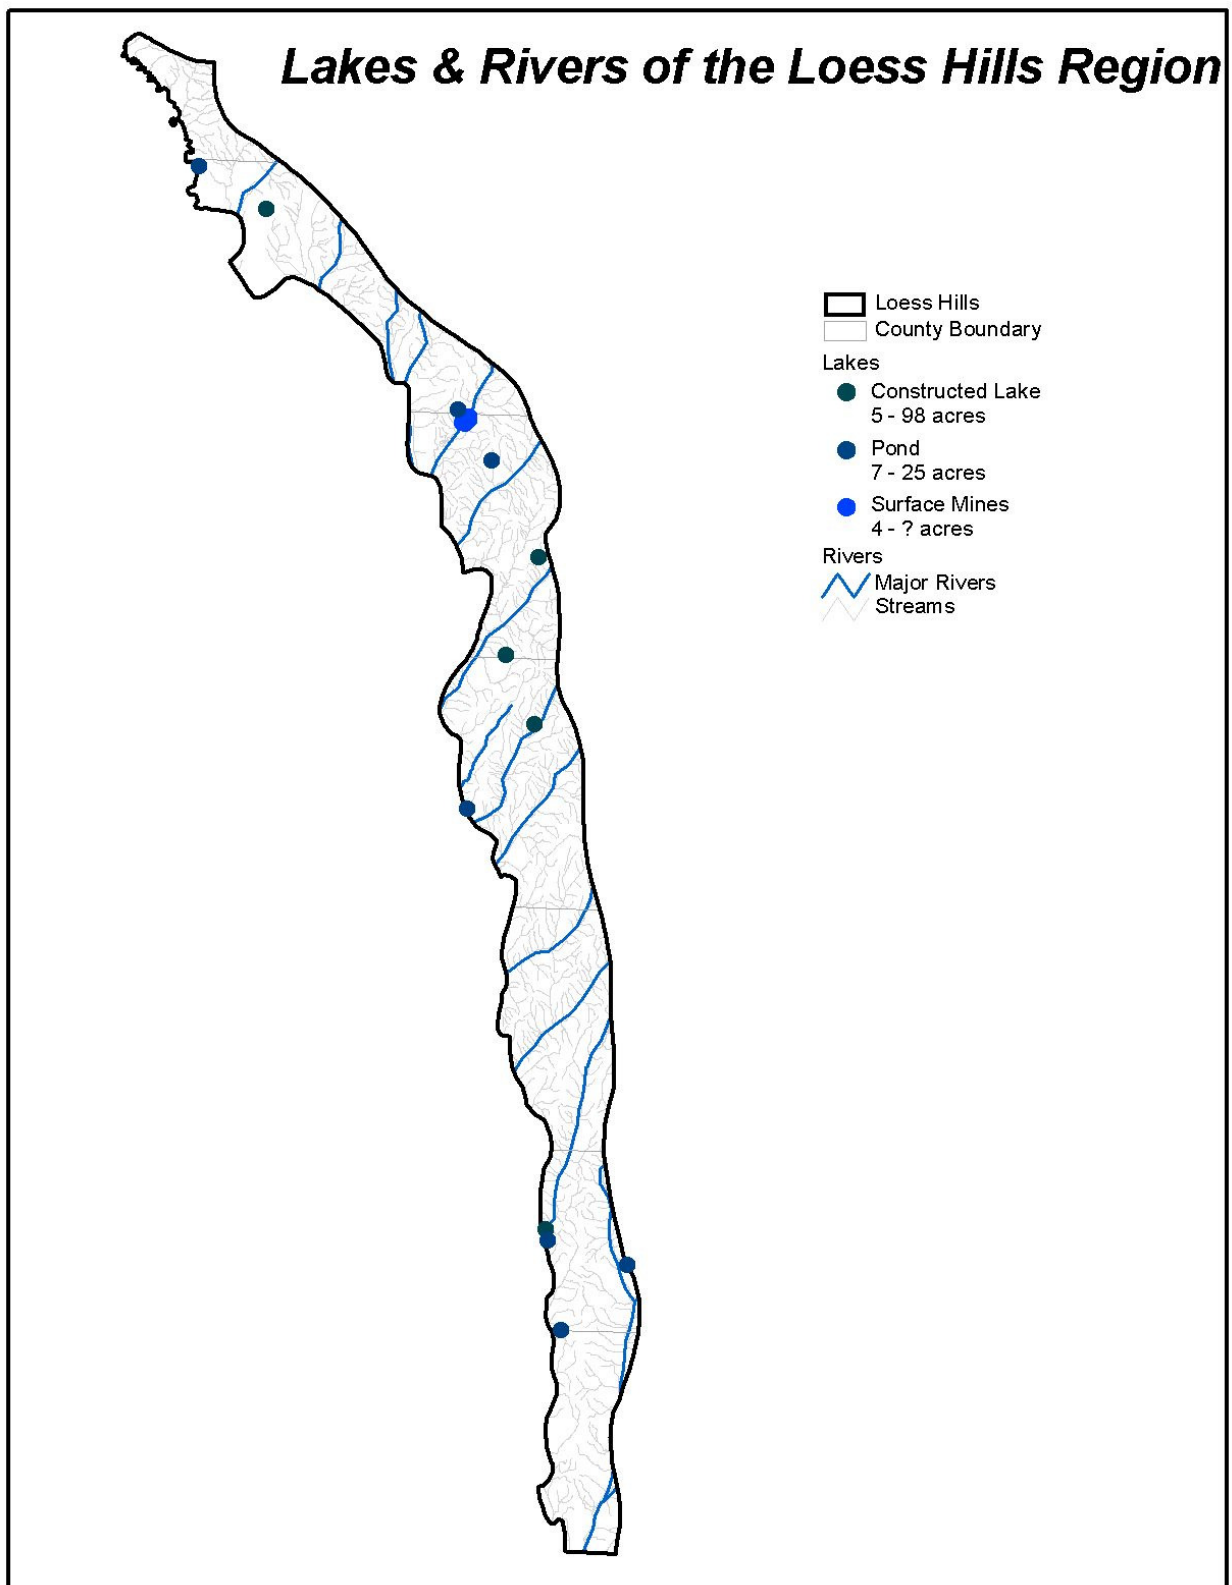 Lakes & Rivers of the Loess Hills Region
Loess Hills
County Boundary
Lakes
Constructed Lake
5 - 98 acres
Pond
7 - 25 acres
Surface Mines
4 - ? acres
Rivers
Major Rivers
Streams